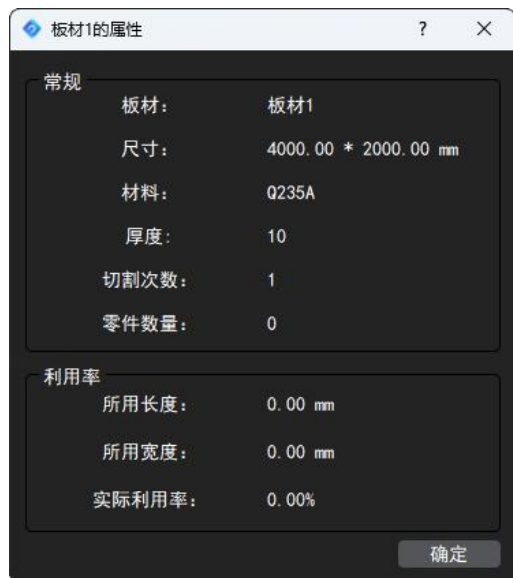 板材1的属性 ? ×
常规
板材： 板材1
尺寸： 4000.00 * 2000.00 mm
材料： Q235A
厚度: 10
切割次数： 1
零件数量： 0
利用率
所用长度： 0.00 mm
所用宽度： 0.00 mm
实际利用率： 0.00%
确定